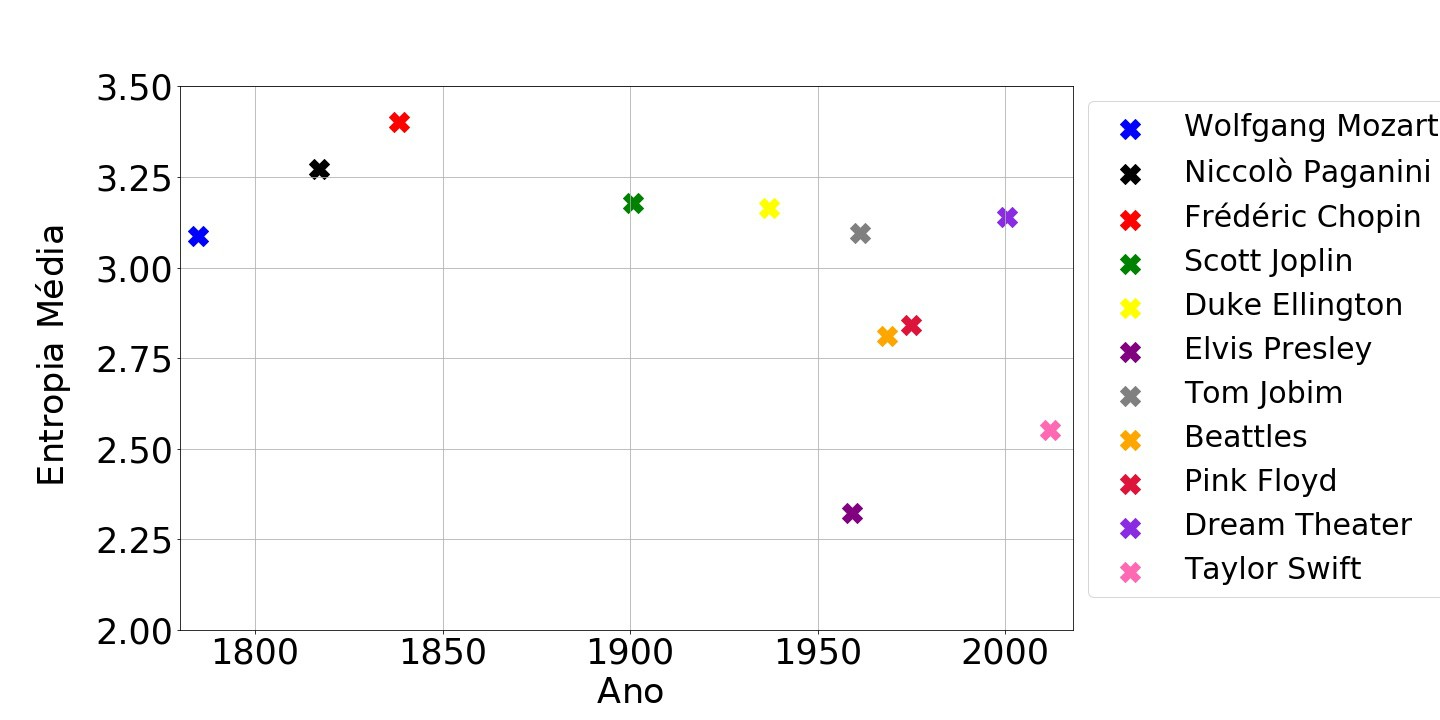 3.50
3.25
3.00
2.75
2.50
2.25
2.00
Entropia Média
1800 1850 1900 1950 2000
Ano
Wolfgang Mozart
Niccolò Paganini
Frédéric Chopin
Scott Joplin
Duke Ellington
Elvis Presley
Tom Jobim
Beattles
Pink Floyd
Dream Theater
Taylor Swift